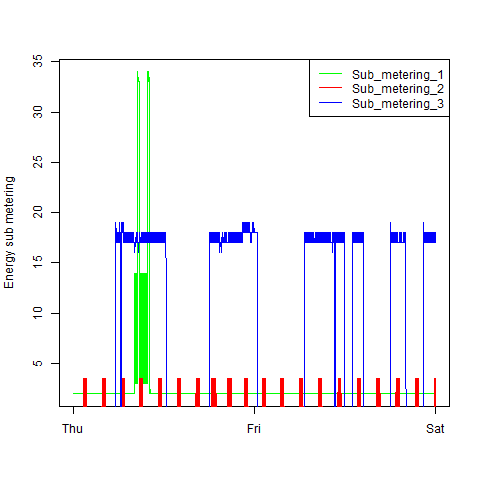 Sub_metering_1
Sub_metering_2
Sub_metering_3
Energy sub metering
35
30
25
20
15
10
5
Thu Fri Sat